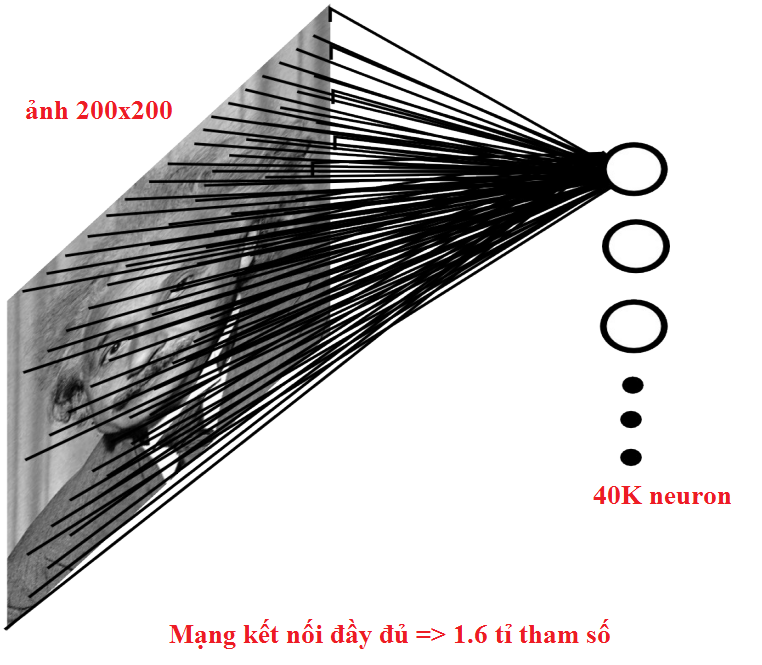 ảnh 200x200
40K neuron
Mạng kết nối đầy đủ => 1.6 tỉ tham số